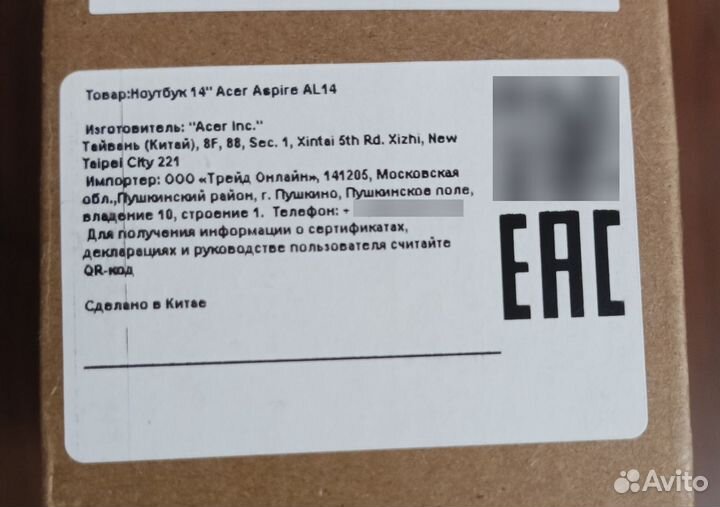 Товар:Ноутбук 14" Acer Aspire AL14
Изготовитель: "Acer Inc."
Тайвань (Китай), 8F, 88, Sec. 1, Xintai 5th Rd. Xizhi, New
Taipei City 221
Импортер: ООО «Трейд Онлайн», 141205, Московская
обл.,Пушкинский район, г. Пушкино, Пушкинское поле,
владение 10, строение 1. Телефон: +
Для получения информации о сертификатах,
декларациях и руководстве пользователя считайте
QR-код
Сделано в Китае
EAC
Avito